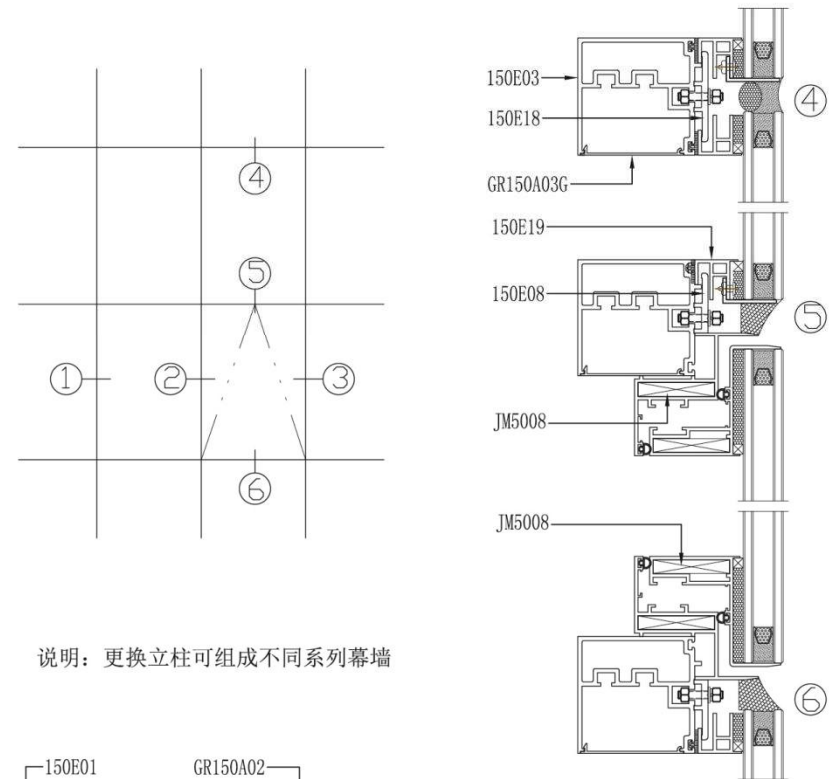 ④
⑤
①
②
③
⑥
说明：更换立柱可组成不同系列幕墙
150E01
GR150A02
150E03
150E18
GR150A03G
④
150E19
150E08
⑤
JM5008
JM5008
⑥